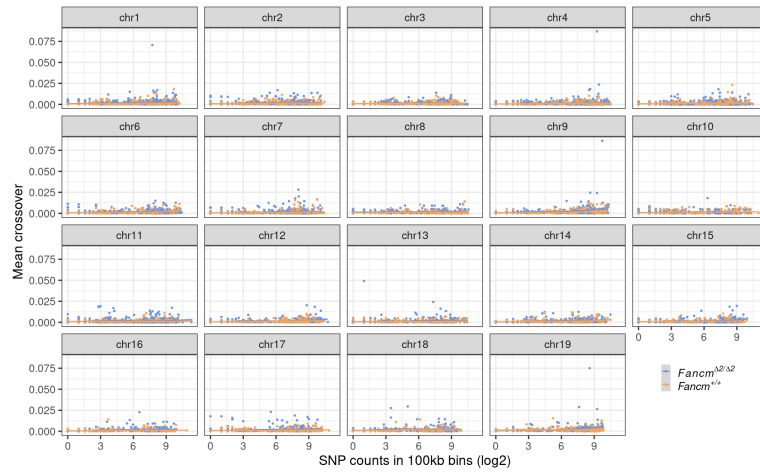 chr1 chr2 chr3 chr4 chr5
0.075
0.050
0.025
0.000
chr6 chr7 chr8 chr9 chr10
0.075
0.050
0.025
0.000
chr11 chr12 chr13 chr14 chr15
0.075
0.050
0.025
0.000
0 3 6 9
chr16 chr17 chr18 chr19
0.075
0.050
0.025
0.000
0 3 6 9 0 3 6 9 0 3 6 9 0 3 6 9
Mean crossover
SNP counts in 100kb bins (log2)
Fancm^Δ2/Δ2
Fancm^+/+